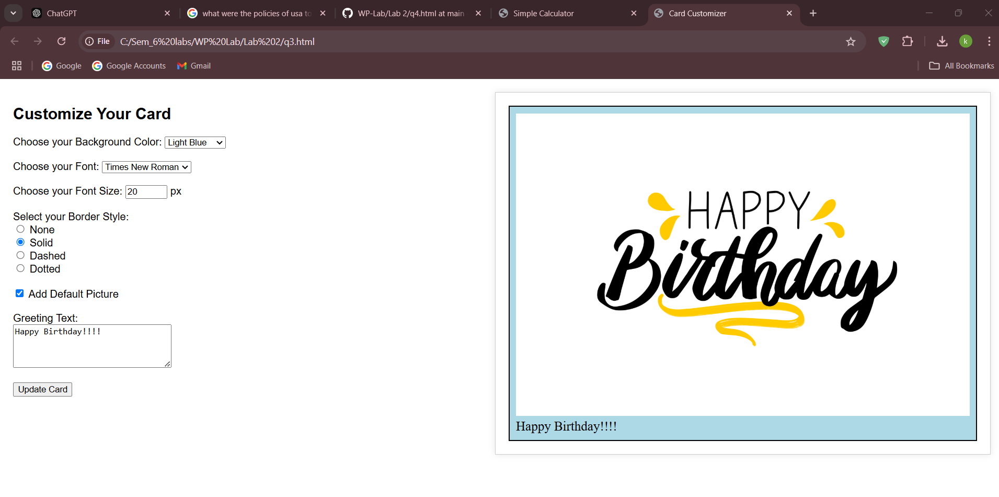 ChatGPT
what were the policies of usa to
WP-Lab/Lab 2/q4.html at main
Simple Calculator
Card Customizer
File
C:/Sem_6%20labs/WP%20Lab/Lab%202/q3.html
k
Google
Google Accounts
Gmail
All Bookmarks
Customize Your Card
Choose your Background Color: Light Blue
Choose your Font: Times New Roman
Choose your Font Size: 20 px
Select your Border Style:
None
Solid
Dashed
Dotted
Add Default Picture
Greeting Text:
Happy Birthday!!!!
Update Card
HAPPY
Birthday
Happy Birthday!!!!